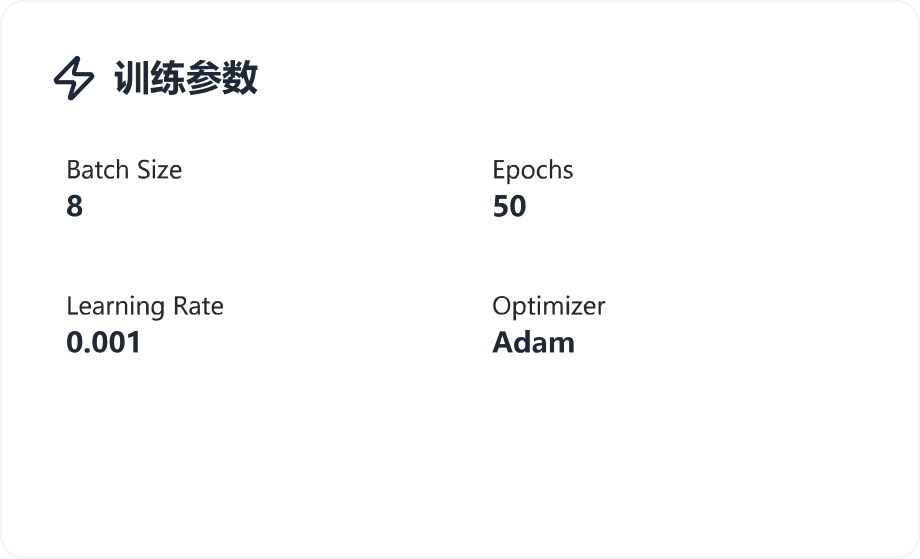 训练参数
Batch Size
8
Epochs
50
Learning Rate
0.001
Optimizer
Adam